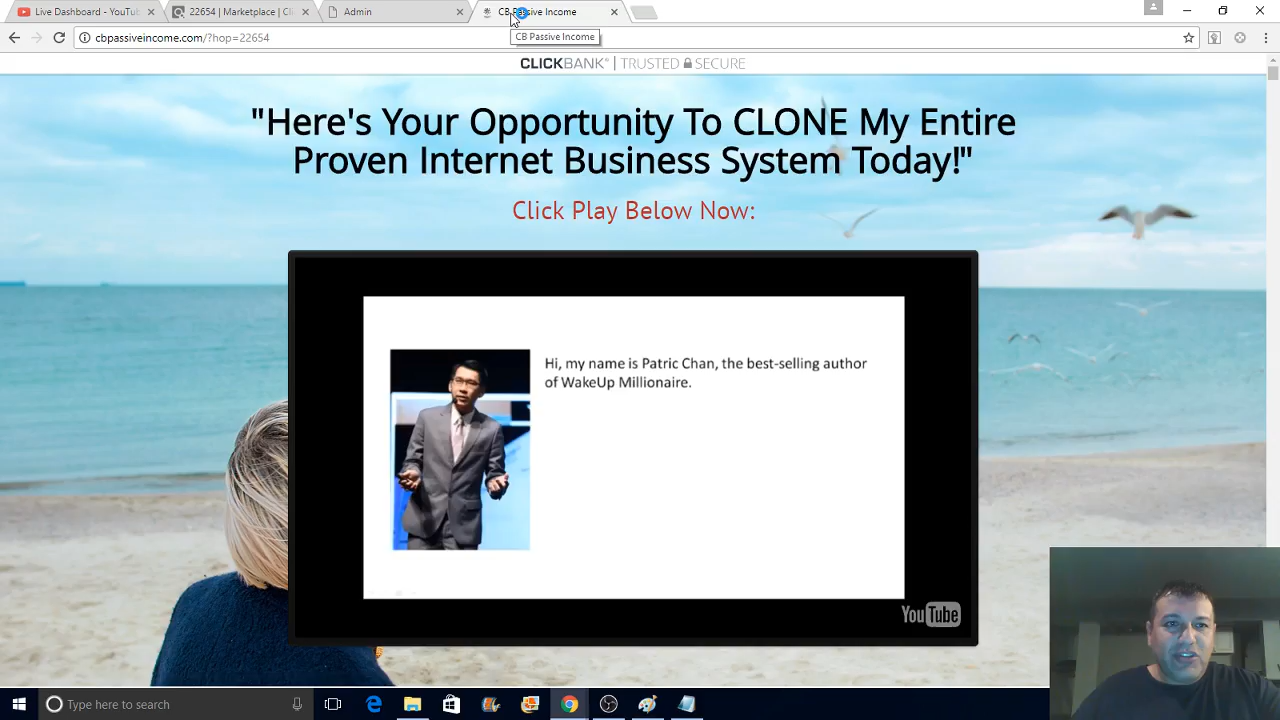 Live Dashboard - YouTu
22654 | Marketplace | Cl
Admin
CB Passive Income
cbpassiveincome.com/?hop=22654
CB Passive Income
CLICKBANK® | TRUSTED SECURE
"Here's Your Opportunity To CLONE My Entire
Proven Internet Business System Today!"
Click Play Below Now:
Hi, my name is Patric Chan, the best-selling author
of WakeUp Millionaire.
YouTube
Type here to search